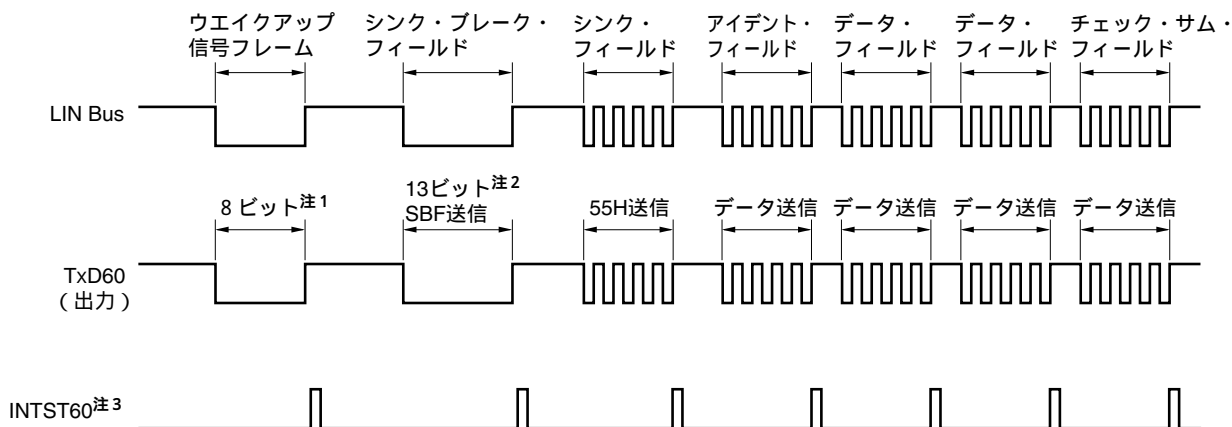 ウエイクアップ
信号フレーム
シンク・ブレーク・
フィールド
シンク・
フィールド
アイデント・
フィールド
データ・
フィールド
データ・
フィールド
チェック・サム・
フィールド
LIN Bus
8 ビット注1
13ビット注2
SBF送信
55H送信
データ送信
データ送信
データ送信
データ送信
TxD60
（出力）
INTST60注3